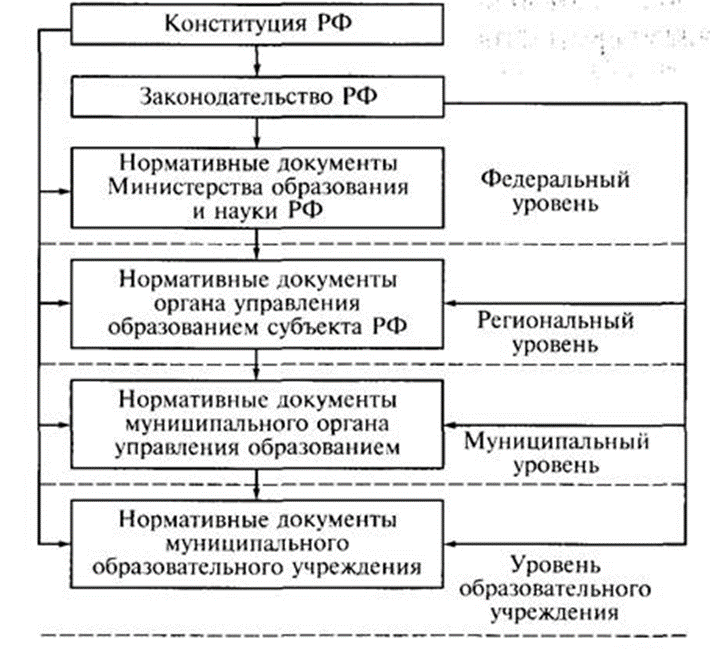 Конституция РФ
Законодательство РФ
Нормативные документы
Министерства образования
и науки РФ
Федеральный
уровень
Нормативные документы
органа управления
образованием субъекта РФ
Региональный
уровень
Нормативные документы
муниципального органа
управления образованием
Муниципальный
уровень
Нормативные документы
муниципального
образовательного учреждения
Уровень
образовательного
учреждения